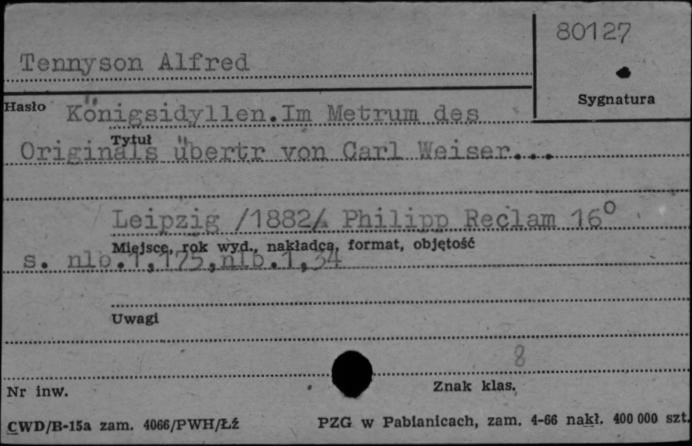 80127
Tennyson Alfred
Sygnatura
Hasło Königsidyllen.Im Metrum des
Tytuł
Originals übertr von Carl Weiser...
Leipzig /1882/ Philipp Reclam 16°
Miejsce, rok wyd., nakładca, format, objętość
s. nlb.1,175,nlb.1,34
Uwagi
8
Nr inw. Znak klas.
CWD/B-15a zam. 4066/PWH/Łź PZG w Pabianicach, zam. 4-66 nakł. 400 000 szt.